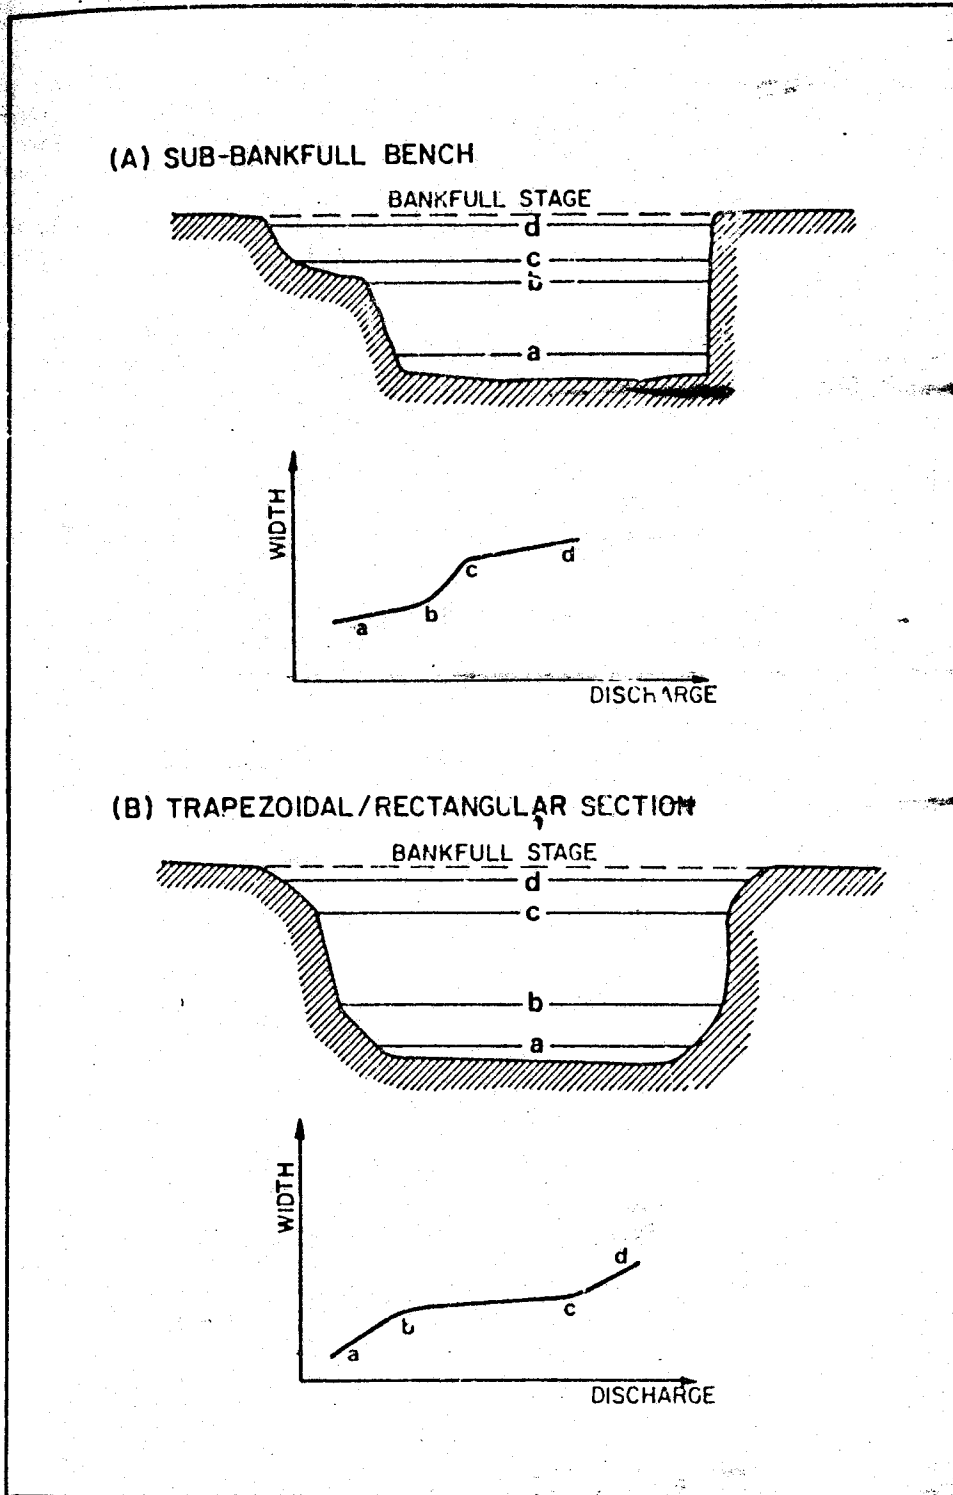 (A) SUB-BANKFULL BENCH
BANKFULL STAGE
d
c
b
a
WIDTH
a
b
c
d
DISCHARGE
(B) TRAPEZOIDAL/RECTANGULAR SECTION
BANKFULL STAGE
d
c
b
a
WIDTH
a
b
c
d
DISCHARGE